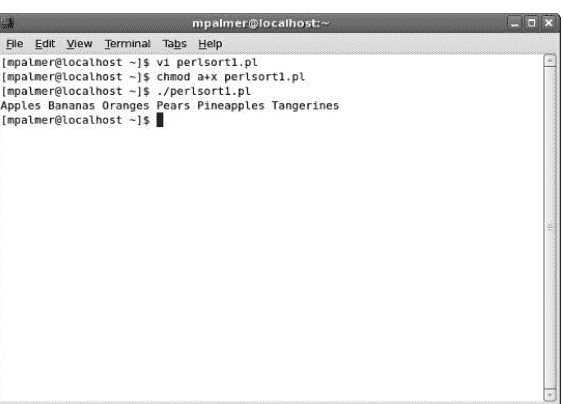 mpalmer@localhost:~
File Edit View Terminal Tabs Help
[mpalmer@localhost ~]$ vi perlsort1.pl
[mpalmer@localhost ~]$ chmod a+x perlsort1.pl
[mpalmer@localhost ~]$ ./perlsort1.pl
Apples Bananas Oranges Pears Pineapples Tangerines
[mpalmer@localhost ~]$